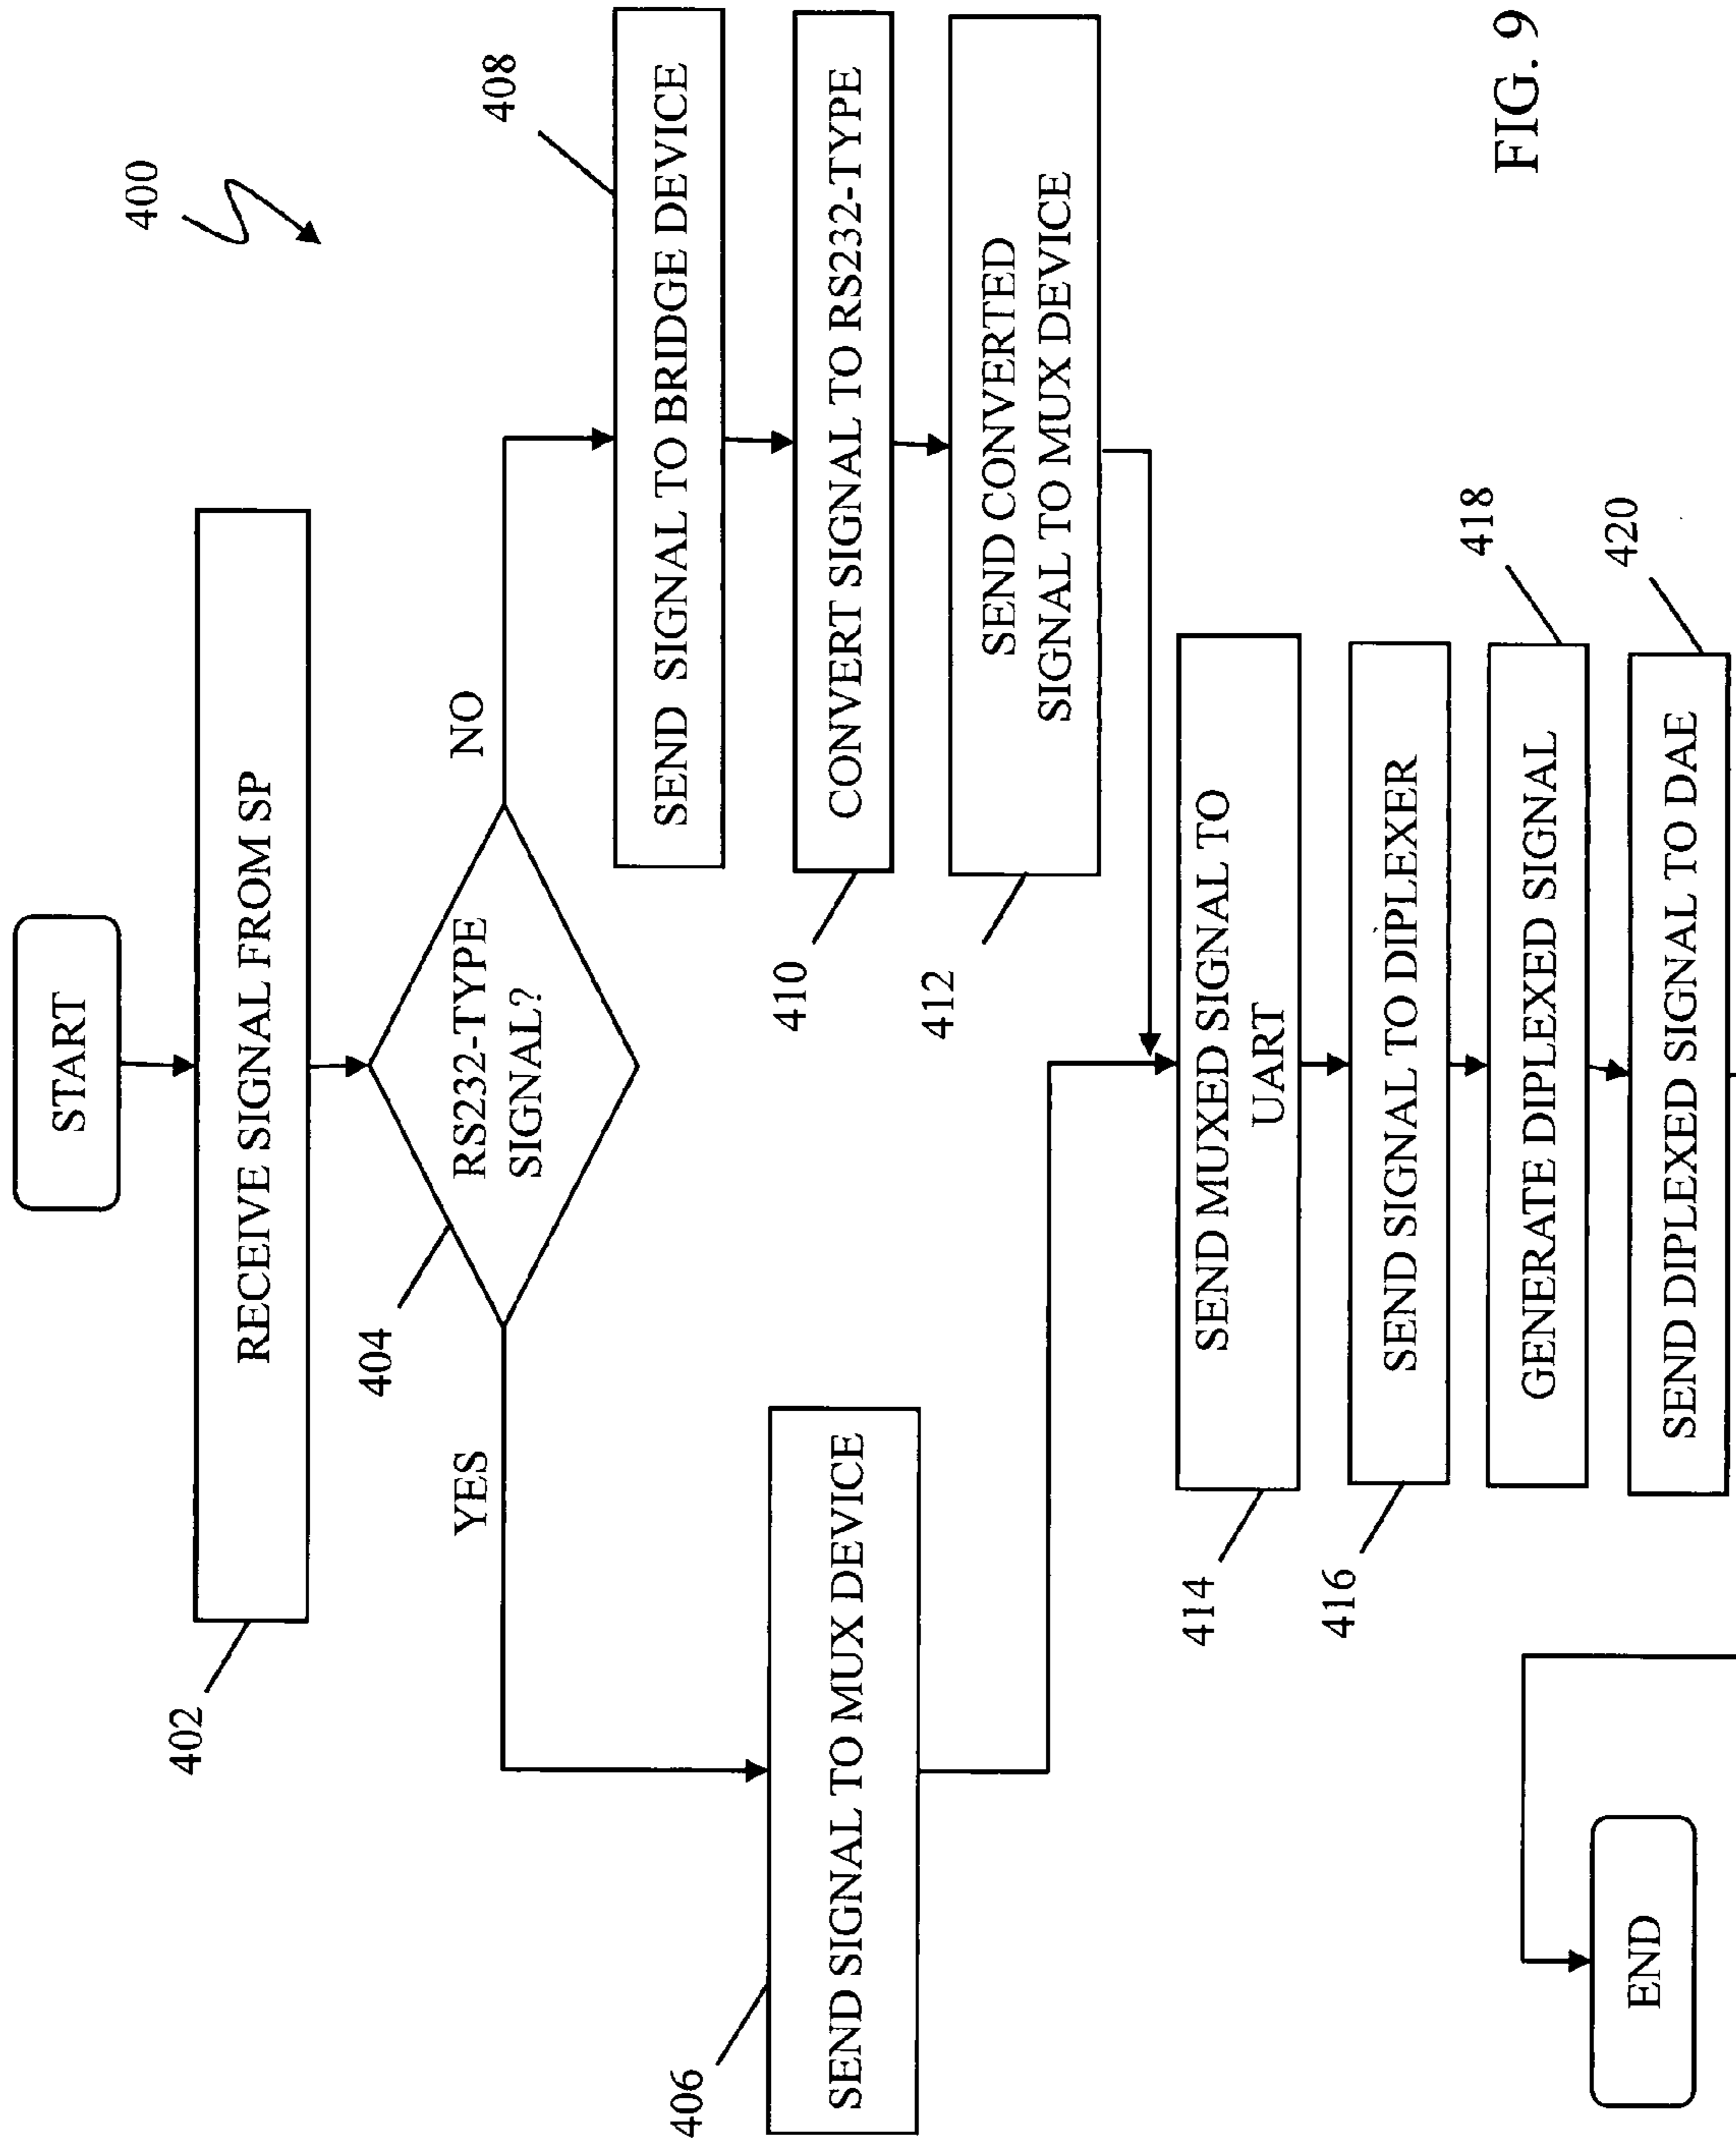 400
START
RECEIVE SIGNAL FROM SP
402
RS232-TYPE
SIGNAL?
404
YES
NO
SEND SIGNAL TO MUX DEVICE
406
SEND SIGNAL TO BRIDGE DEVICE
408
CONVERT SIGNAL TO RS232-TYPE
410
SEND CONVERTED
SIGNAL TO MUX DEVICE
412
SEND MUXED SIGNAL TO
UART
414
SEND SIGNAL TO DIPLEXER
416
GENERATE DIPLEXED SIGNAL
418
SEND DIPLEXED SIGNAL TO DAE
420
END
FIG. 9